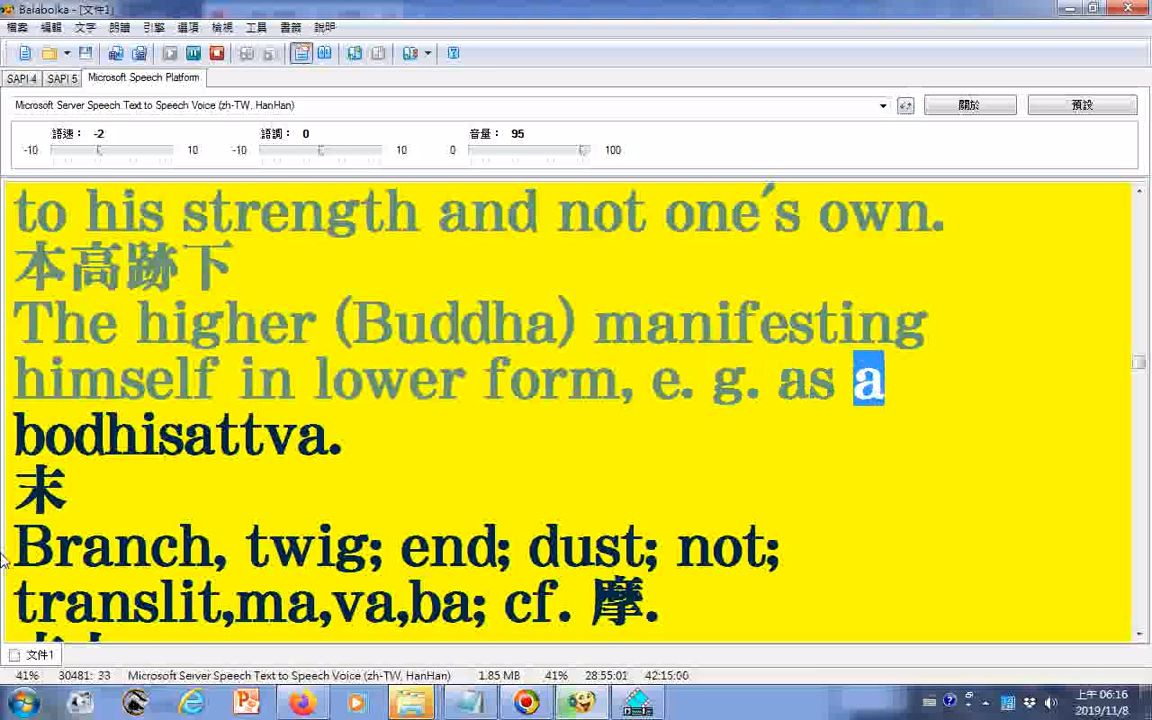 Balabolka - [文件1]
檔案 編輯 文字 朗讀 引擎 選項 檢視 工具 書籤 說明
SAPI 4 SAPI 5 Microsoft Speech Platform
Microsoft Server Speech Text to Speech Voice (zh-TW, HanHan) 關於 預設
語速： -2 語調： 0 音量： 95
-10 10 -10 10 0 100
to his strength and not one's own.
本高跡下
The higher (Buddha) manifesting
himself in lower form, e. g. as a
bodhisattva.
末
Branch, twig; end; dust; not;
translit,ma,va,ba; cf. 摩.
文件1
41% 30481: 33 Microsoft Server Speech Text to Speech Voice (zh-TW, HanHan) 1.85 MB 41% 28:55:01 42:15:00
上午 06:16
2019/11/8